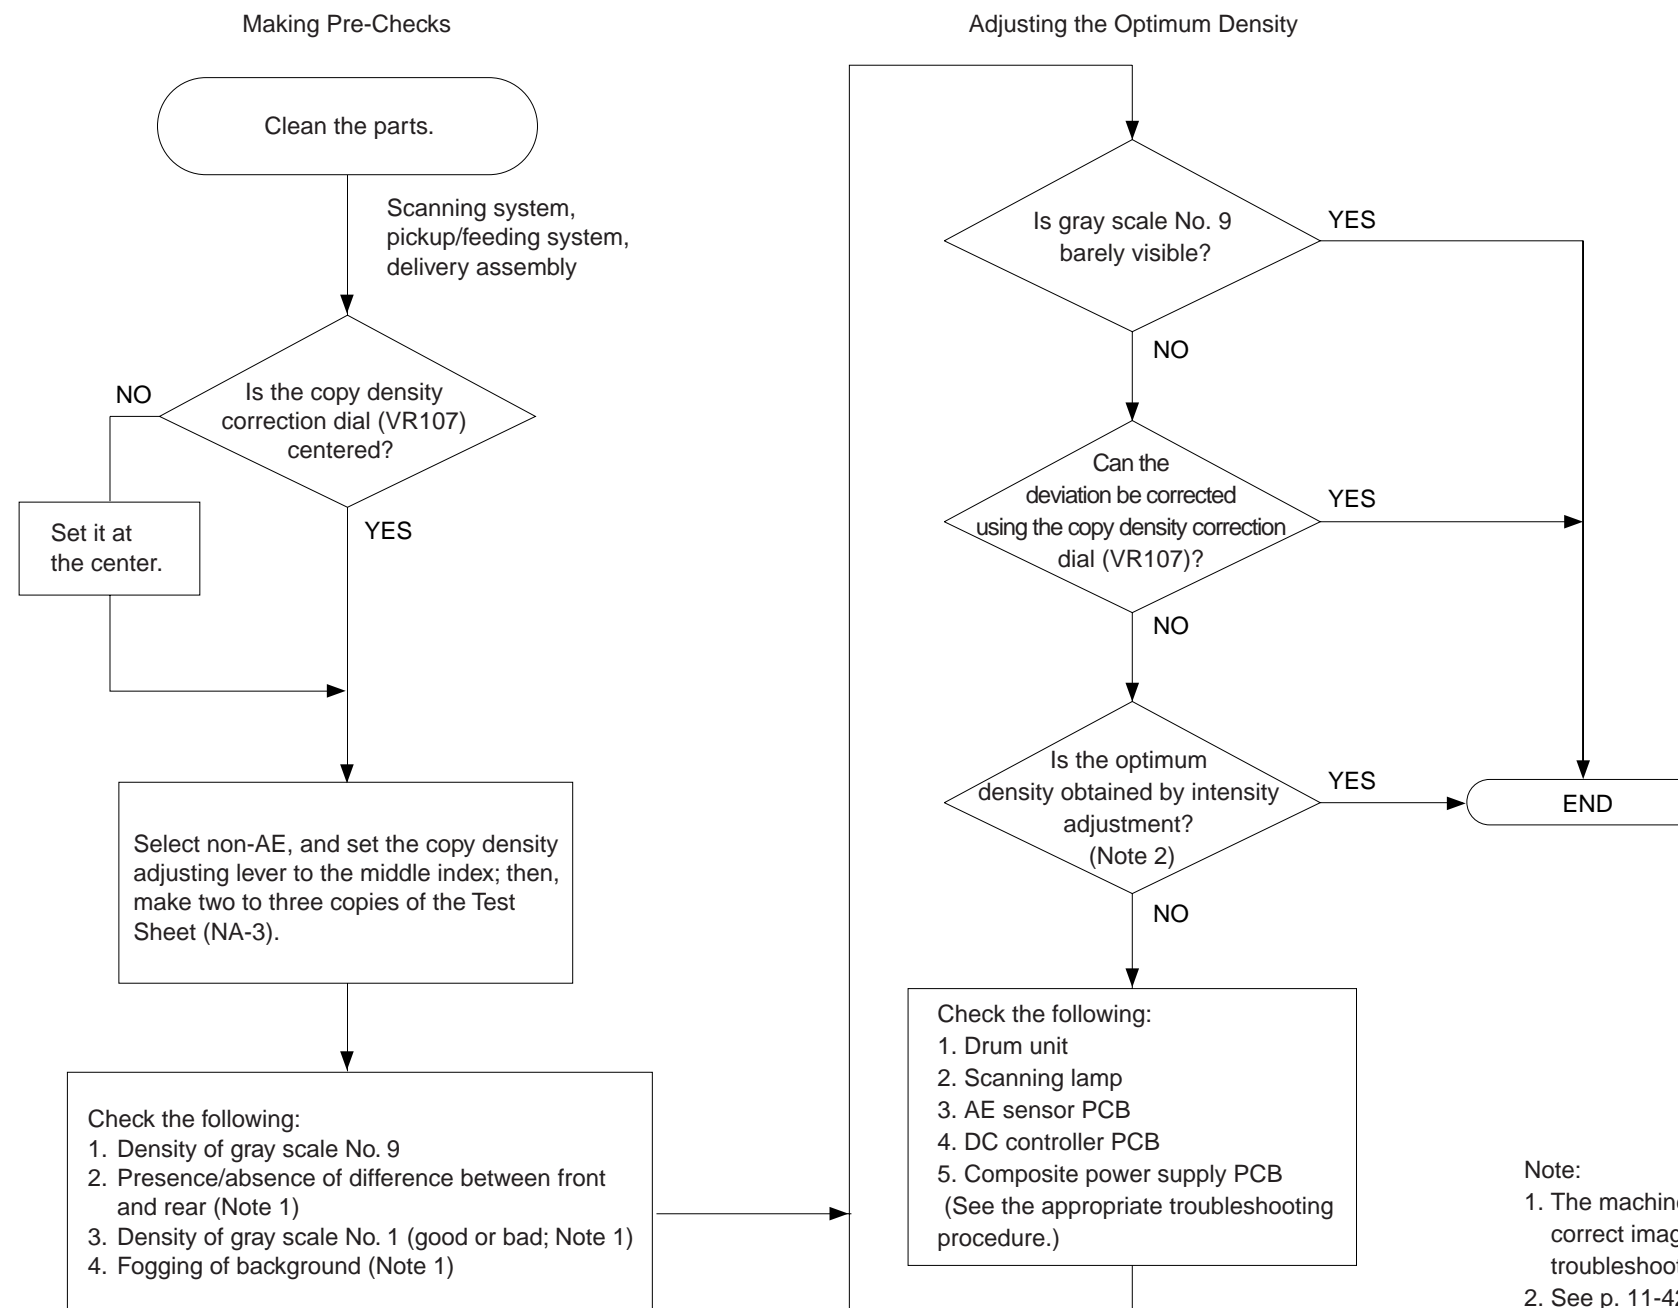 Making Pre-Checks
Clean the parts.
Scanning system,
pickup/feeding system,
delivery assembly
Is the copy density
correction dial (VR107)
centered?
NO
YES
Set it at
the center.
Select non-AE, and set the copy density
adjusting lever to the middle index; then,
make two to three copies of the Test
Sheet (NA-3).
Check the following:
1. Density of gray scale No. 9
2. Presence/absence of difference between front
and rear (Note 1)
3. Density of gray scale No. 1 (good or bad; Note 1)
4. Fogging of background (Note 1)
Adjusting the Optimum Density
Is gray scale No. 9
barely visible?
YES
NO
Can the
deviation be corrected
using the copy density correction
dial (VR107)?
YES
NO
Is the optimum
density obtained by intensity
adjustment?
(Note 2)
YES
END
NO
Check the following:
1. Drum unit
2. Scanning lamp
3. AE sensor PCB
4. DC controller PCB
5. Composite power supply PCB
(See the appropriate troubleshooting
procedure.)
Note:
1. The machine
correct
2. See p.